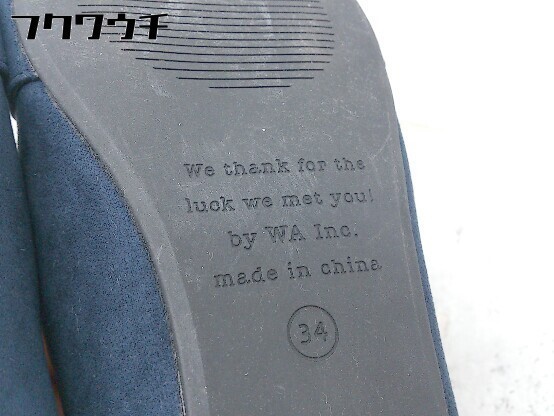 フクウウチ
We thank for the
luck we met you!
by WA Inc.
made in china
34